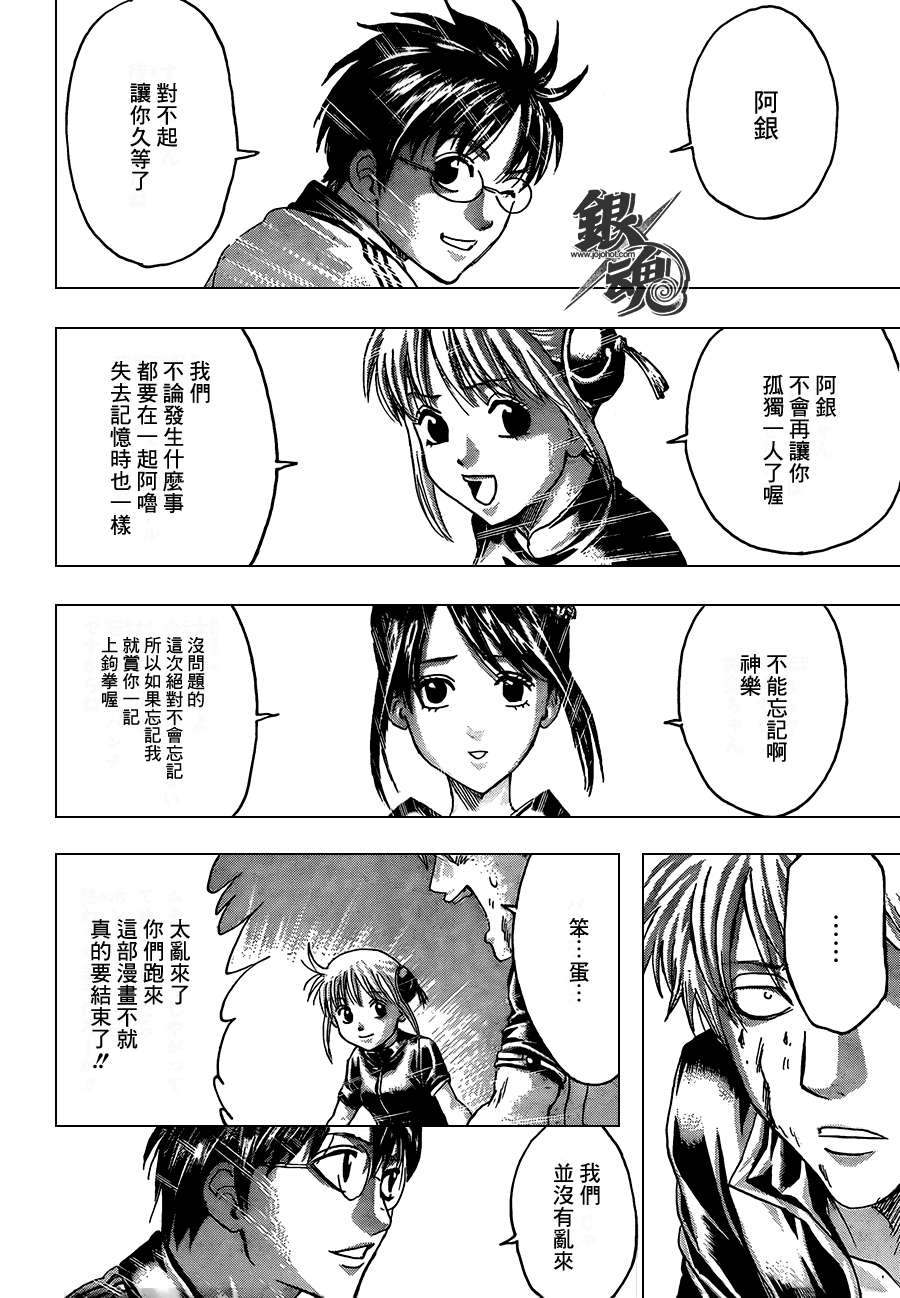 阿銀
對不起
讓你久等了
銀魂
www.jojohot.com
阿銀
不會再讓你
孤獨一人了喔
我們
不論發生什麼事
都要在一起阿嚕
失去記憶時也一樣
不能忘記啊
神樂
沒問題的
這次絕對不會忘記
所以如果忘記我
就賞你一記
上鉤拳喔
……
笨…
蛋…
太亂來了
你們跑來
這部漫畫不就
真的要結束了!!
我們
並沒有亂來